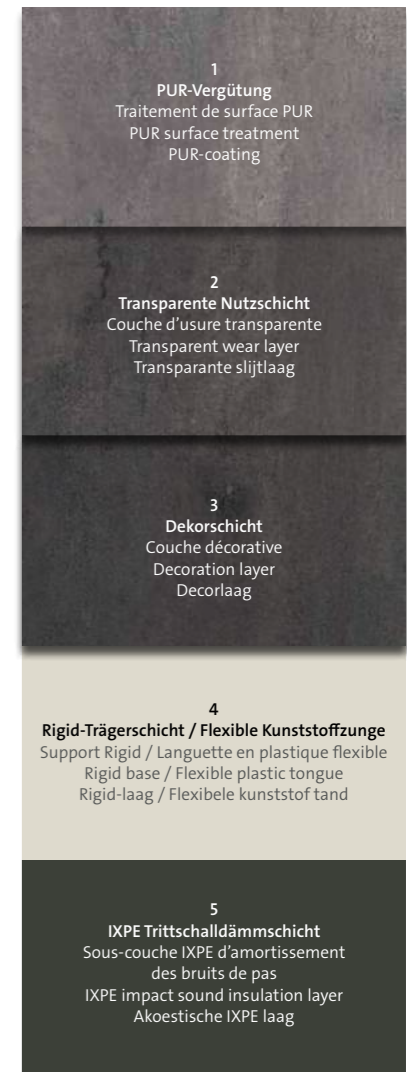 1
PUR-Vergütung
Traitement de surface PUR
PUR surface treatment
PUR-coating
2
Transparente Nutzschicht
Couche d'usure transparente
Transparent wear layer
Transparante slijtlaag
3
Dekorschicht
Couche décorative
Decoration layer
Decorlaag
4
Rigid-Trägerschicht / Flexible Kunststoffzunge
Support Rigid / Languette en plastique flexible
Rigid base / Flexible plastic tongue
Rigid-laag / Flexibele kunststof tand
5
IXPE Trittschalldämmschicht
Sous-couche IXPE d'amortissement
des bruits de pas
IXPE impact sound insulation layer
Akoestische IXPE laag